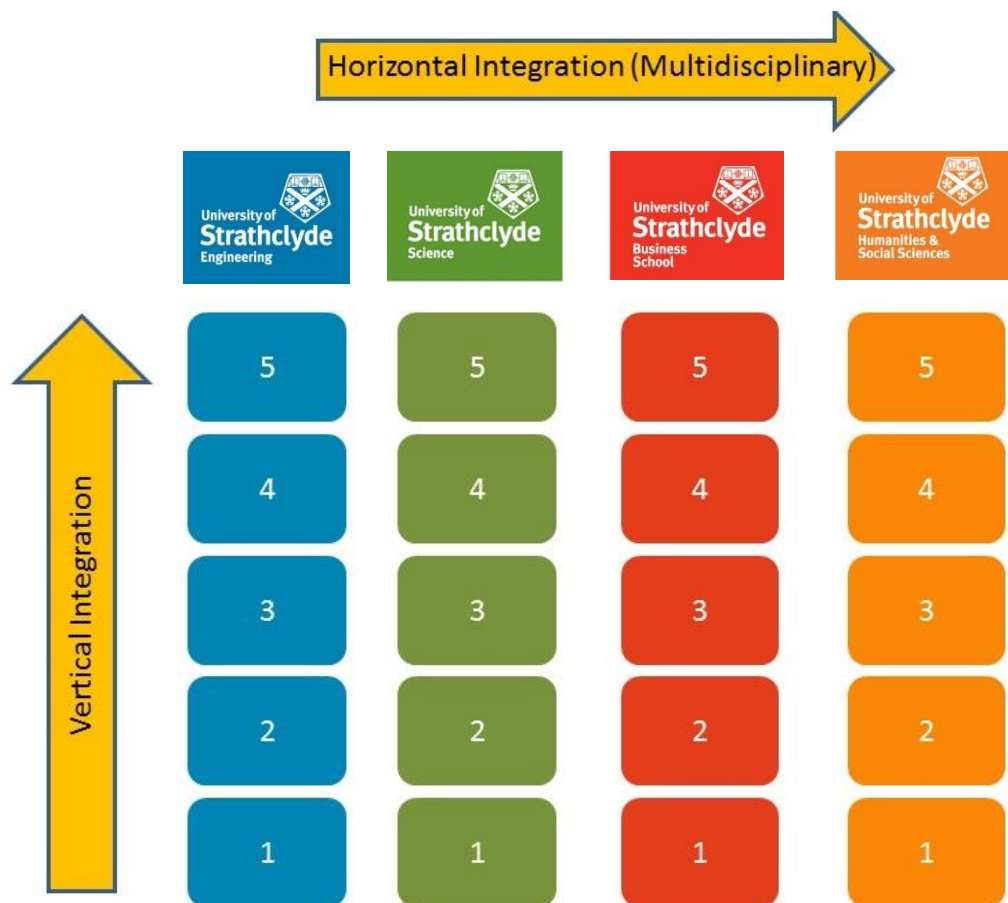 Horizontal Integration (Multidisciplinary)
University of
Strathclyde
Engineering
University of
Strathclyde
Science
University of
Strathclyde
Business
School
University of
Strathclyde
Humanities &
Social Sciences
Vertical Integration
5 5 5 5
4 4 4 4
3 3 3 3
2 2 2 2
1 1 1 1